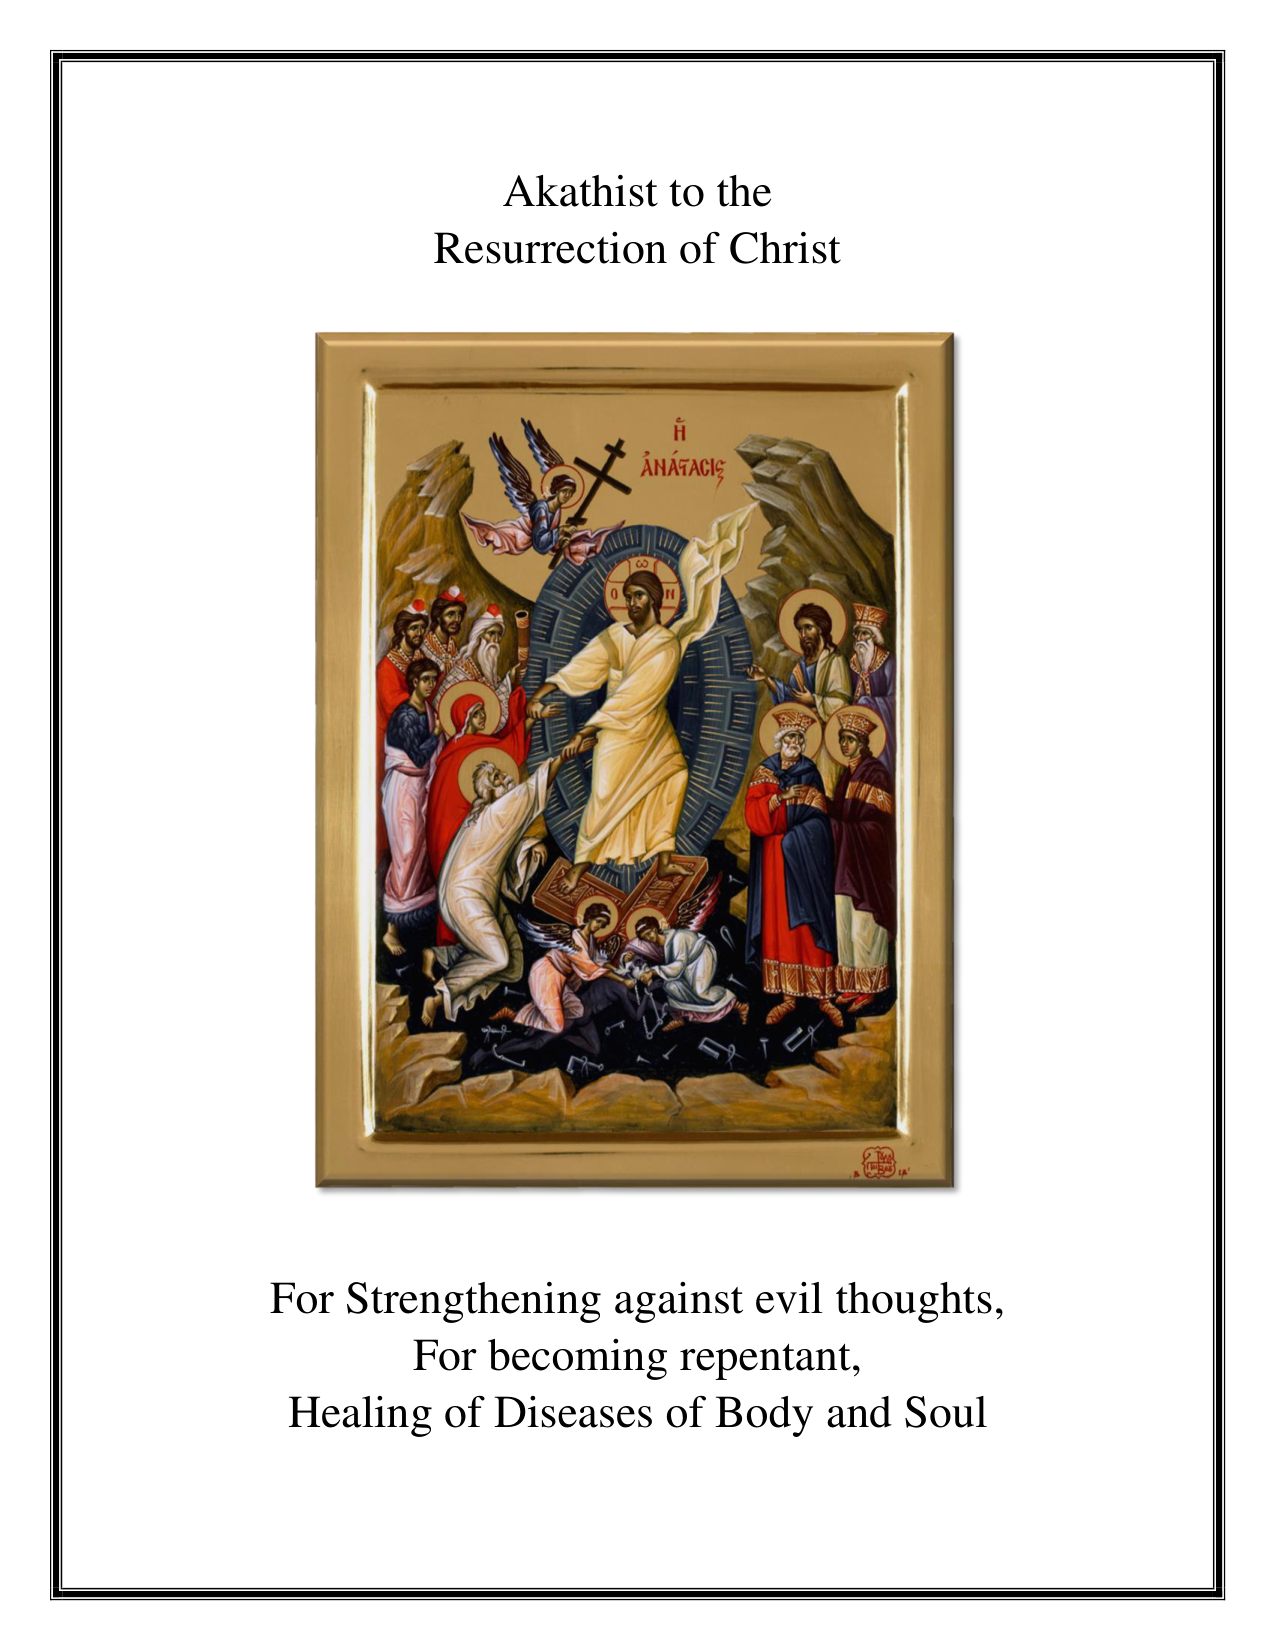 Akathist to the
Resurrection of Christ
Ἡ
ἈΝÁϚΑCΙς
Ο Ω Ν
For Strengthening against evil thoughts,
For becoming repentant,
Healing of Diseases of Body and Soul